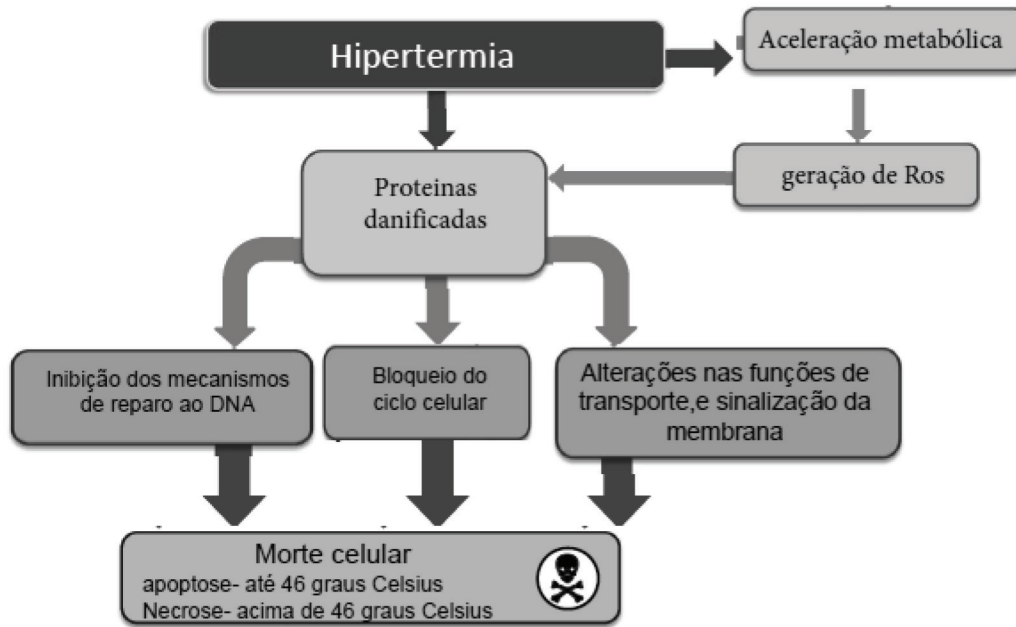 Hipertermia
Aceleração metabólica
geração de Ros
Proteinas
danificadas
Inibição dos mecanismos
de reparo ao DNA
Bloqueio do
ciclo celular
Alterações nas funções de
transporte,e sinalização da
membrana
Morte celular
apoptose- até 46 graus Celsius
Necrose- acima de 46 graus Celsius